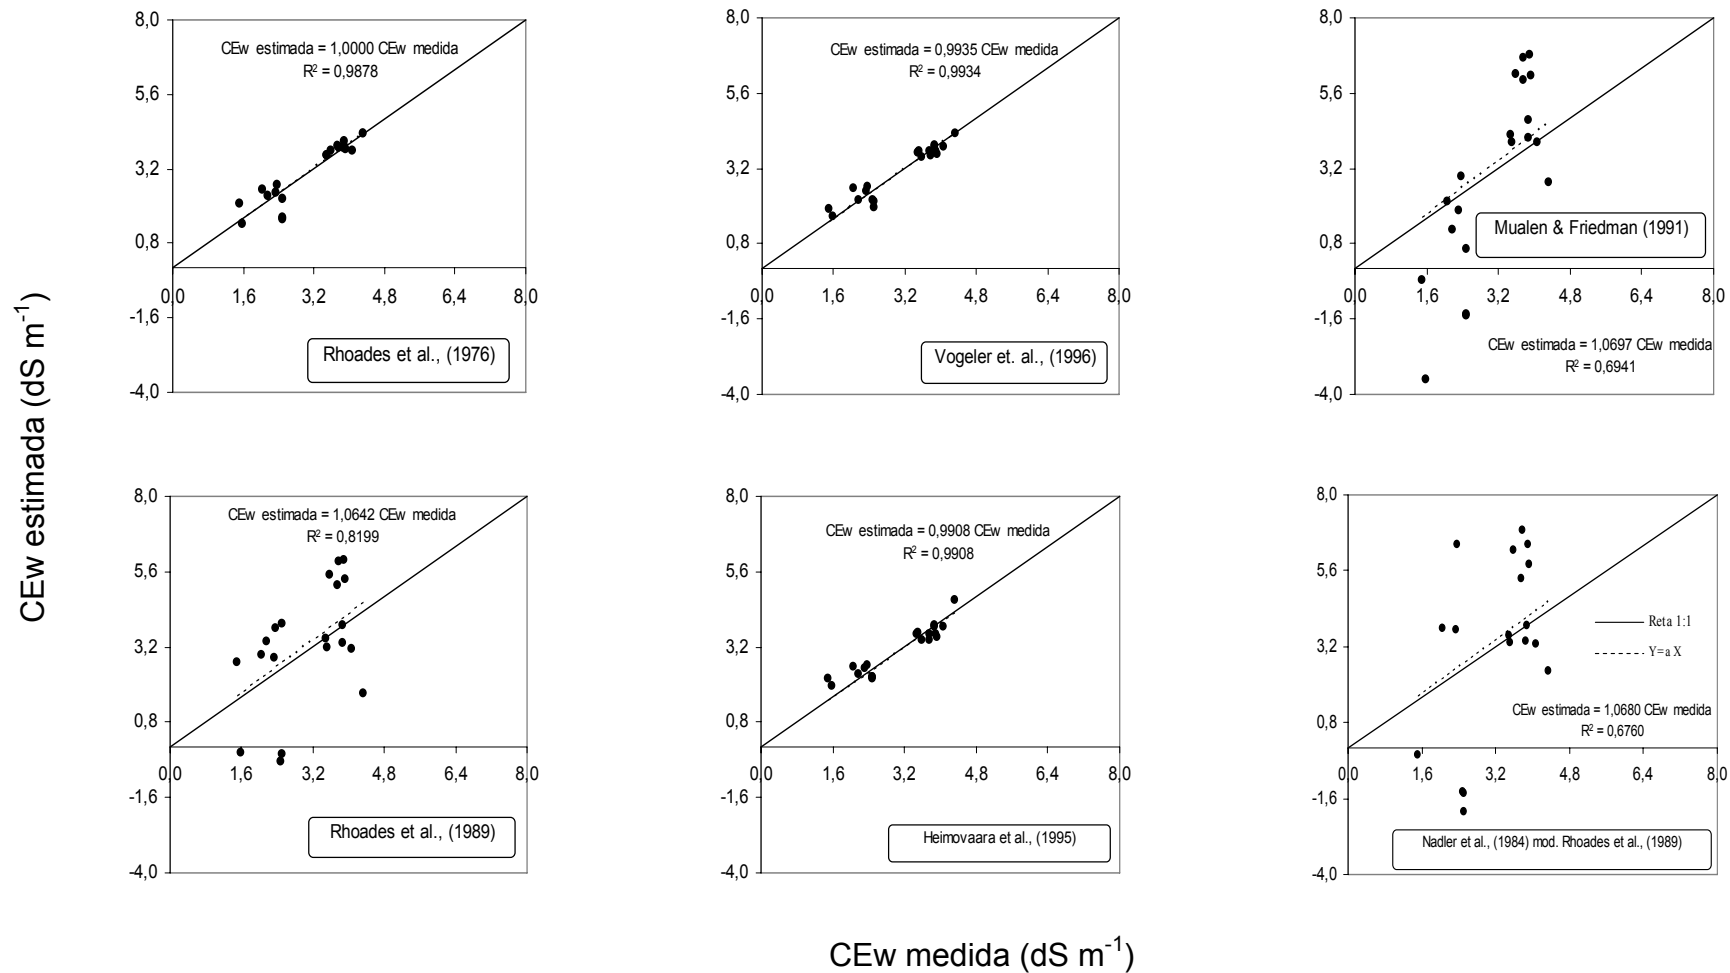 CEw estimada (dS m⁻¹)
8,0
5,6
3,2
0,8
-1,6
-4,0
CEw estimada = 1,0000 CEw medida
R² = 0,9878
0,0 1,6 3,2 4,8 6,4 8,0
Rhoades et al., (1976)
8,0
5,6
3,2
0,8
-1,6
-4,0
CEw estimada = 0,9935 CEw medida
R² = 0,9934
0,0 1,6 3,2 4,8 6,4 8,0
Vogeler et. al., (1996)
8,0
5,6
3,2
0,8
-1,6
-4,0
Mualen & Friedman (1991)
0,0 1,6 3,2 4,8 6,4 8,0
CEw estimada = 1,0697 CEw medida
R² = 0,6941
8,0
5,6
3,2
0,8
-1,6
-4,0
CEw estimada = 1,0642 CEw medida
R² = 0,8199
0,0 1,6 3,2 4,8 6,4 8,0
Rhoades et al., (1989)
8,0
5,6
3,2
0,8
-1,6
-4,0
CEw estimada = 0,9908 CEw medida
R² = 0,9908
0,0 1,6 3,2 4,8 6,4 8,0
Heimovaara et al., (1995)
8,0
5,6
3,2
0,8
-1,6
-4,0
Reta 1:1
Y=a X
CEw estimada = 1,0680 CEw medida
R² = 0,6760
0,0 1,6 3,2 4,8 6,4 8,0
Nadler et al., (1984) mod. Rhoades et al., (1989)
CEw medida (dS m⁻¹)